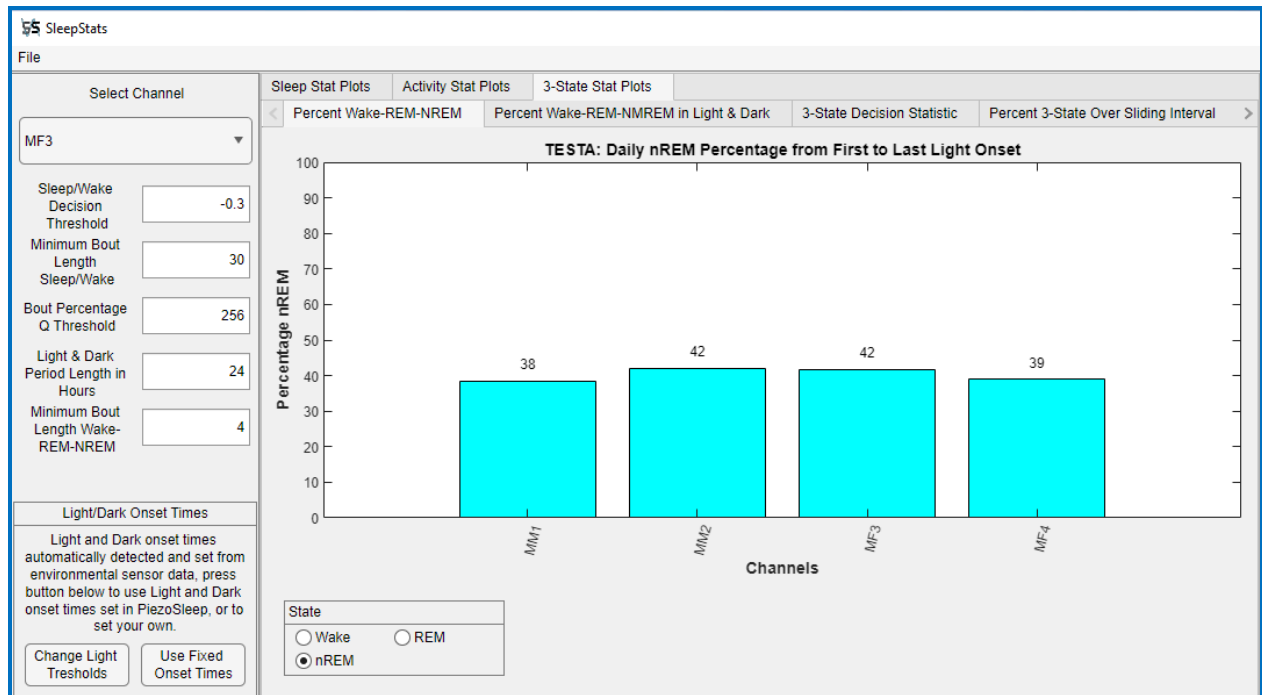 SleepStats
File
Select Channel
MF3
Sleep/Wake
Decision
Threshold
-0.3
Minimum Bout
Length
Sleep/Wake
30
Bout Percentage
Q Threshold
256
Light & Dark
Period Length in
Hours
24
Minimum Bout
Length Wake-
REM-NREM
4
Light/Dark Onset Times
Light and Dark onset times
automatically detected and set from
environmental sensor data, press
button below to use Light and Dark
onset times set in PiezoSleep, or to
set your own.
Change Light
Tresholds
Use Fixed
Onset Times
Sleep Stat Plots Activity Stat Plots 3-State Stat Plots
< Percent Wake-REM-NREM Percent Wake-REM-NMREM in Light & Dark 3-State Decision Statistic Percent 3-State Over Sliding Interval >
TESTA: Daily nREM Percentage from First to Last Light Onset
Percentage nREM
100
90
80
70
60
50
40
30
20
10
0
38
42
42
39
MM1
MM2
MF3
MF4
Channels
State
Wake REM
nREM